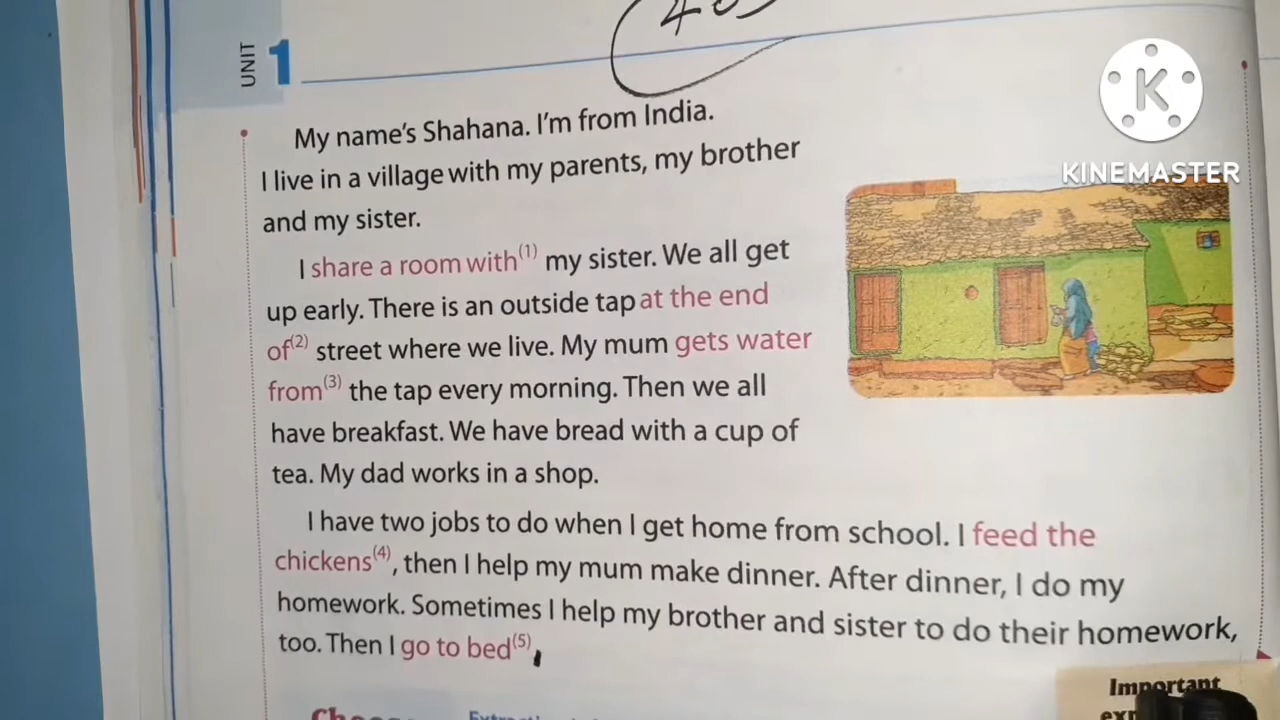 UNIT 1
KINEMASTER
My name's Shahana. I'm from India.
I live in a village with my parents, my brother
and my sister.
I share a room with(1) my sister. We all get
up early. There is an outside tap at the end
of(2) street where we live. My mum gets water
from(3) the tap every morning. Then we all
have breakfast. We have bread with a cup of
tea. My dad works in a shop.
I have two jobs to do when I get home from school. I feed the
chickens(4), then I help my mum make dinner. After dinner, I do my
homework. Sometimes I help my brother and sister to do their homework,
too. Then I go to bed(5).
Important